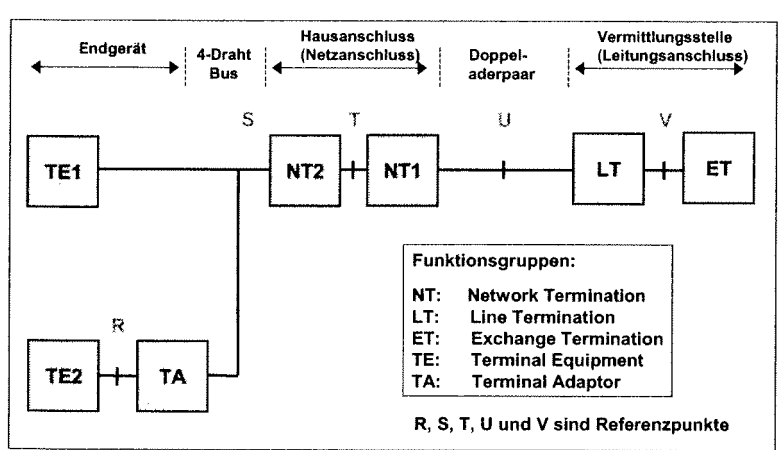 Endgerät
4-Draht
Bus
Hausanschluss
(Netzanschluss)
Doppel-
aderpaar
Vermittlungsstelle
(Leitungsanschluss)
S
T
U
V
TE1
NT2
NT1
LT
ET
R
TE2
TA
Funktionsgruppen:
NT: Network Termination
LT: Line Termination
ET: Exchange Termination
TE: Terminal Equipment
TA: Terminal Adaptor
R, S, T, U und V sind Referenzpunkte